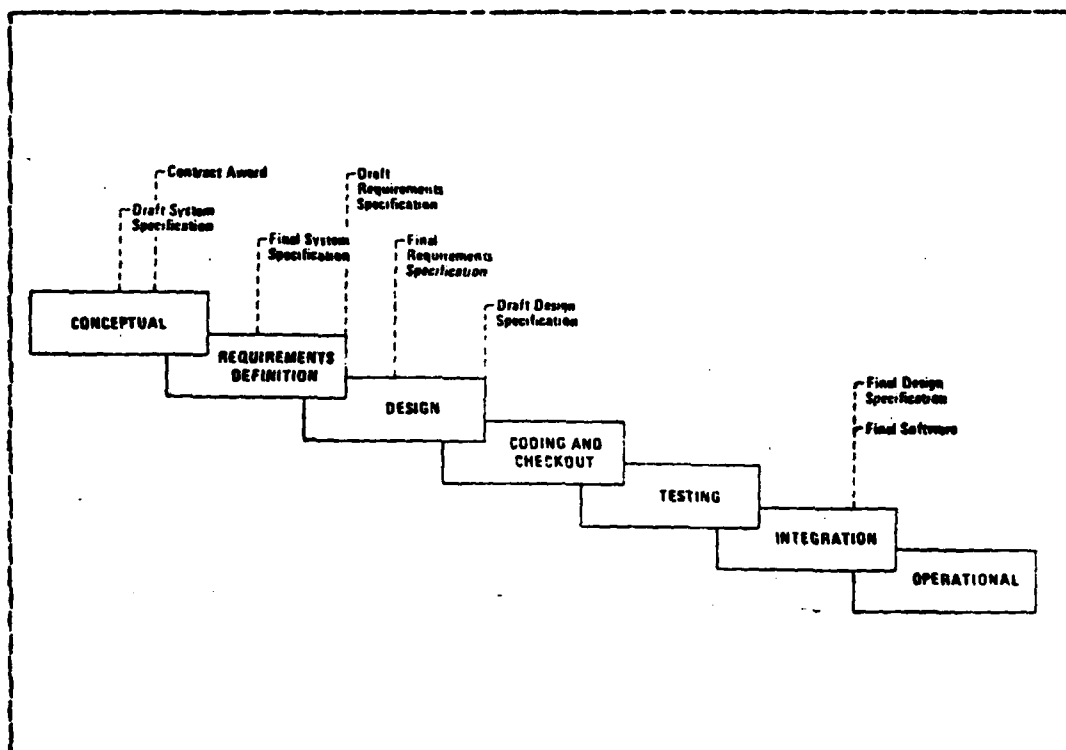 Contract Award
Draft System
Specification
Draft
Requirements
Specification
Final System
Specification
Final
Requirements
Specification
Draft Design
Specification
CONCEPTUAL
REQUIREMENTS
DEFINITION
DESIGN
CODING AND
CHECKOUT
TESTING
INTEGRATION
OPERATIONAL
Final Design
Specification
Final Software